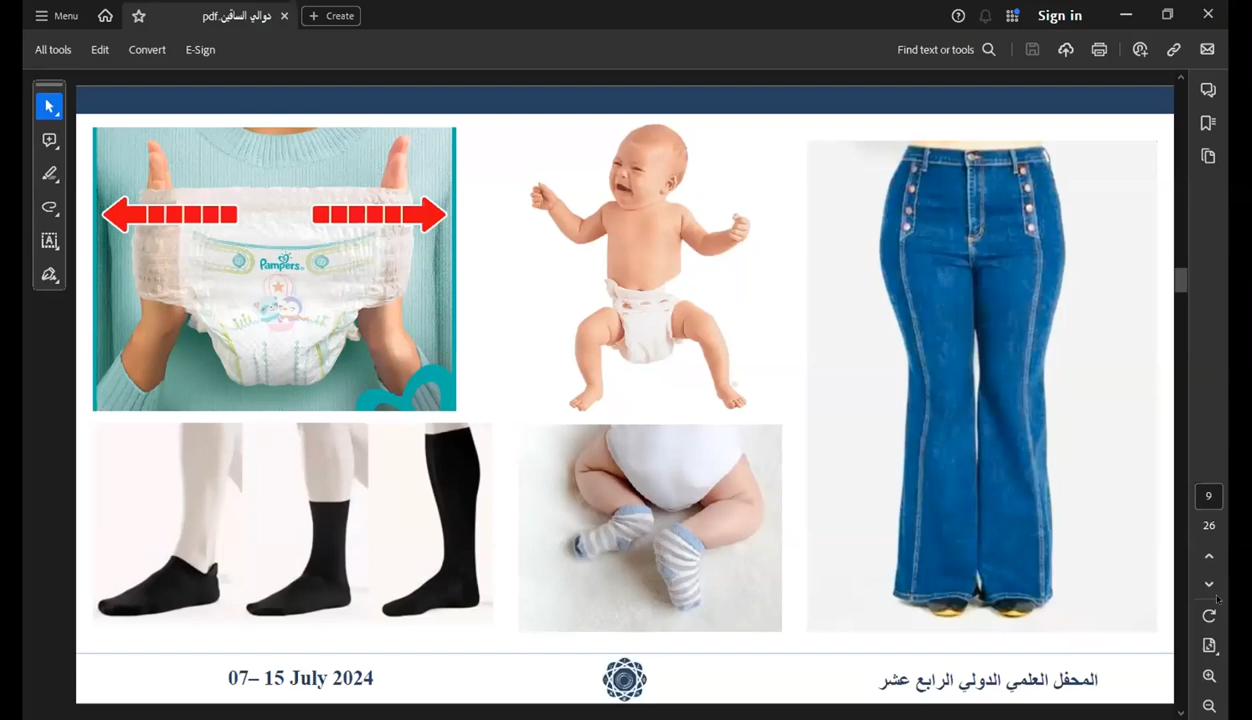 Menu
دوالي الساقين.pdf
Create
Sign in
All tools
Edit
Convert
E-Sign
Find text or tools
Pampers
9
26
07– 15 July 2024
المحفل العلمي الدولي الرابع عشر